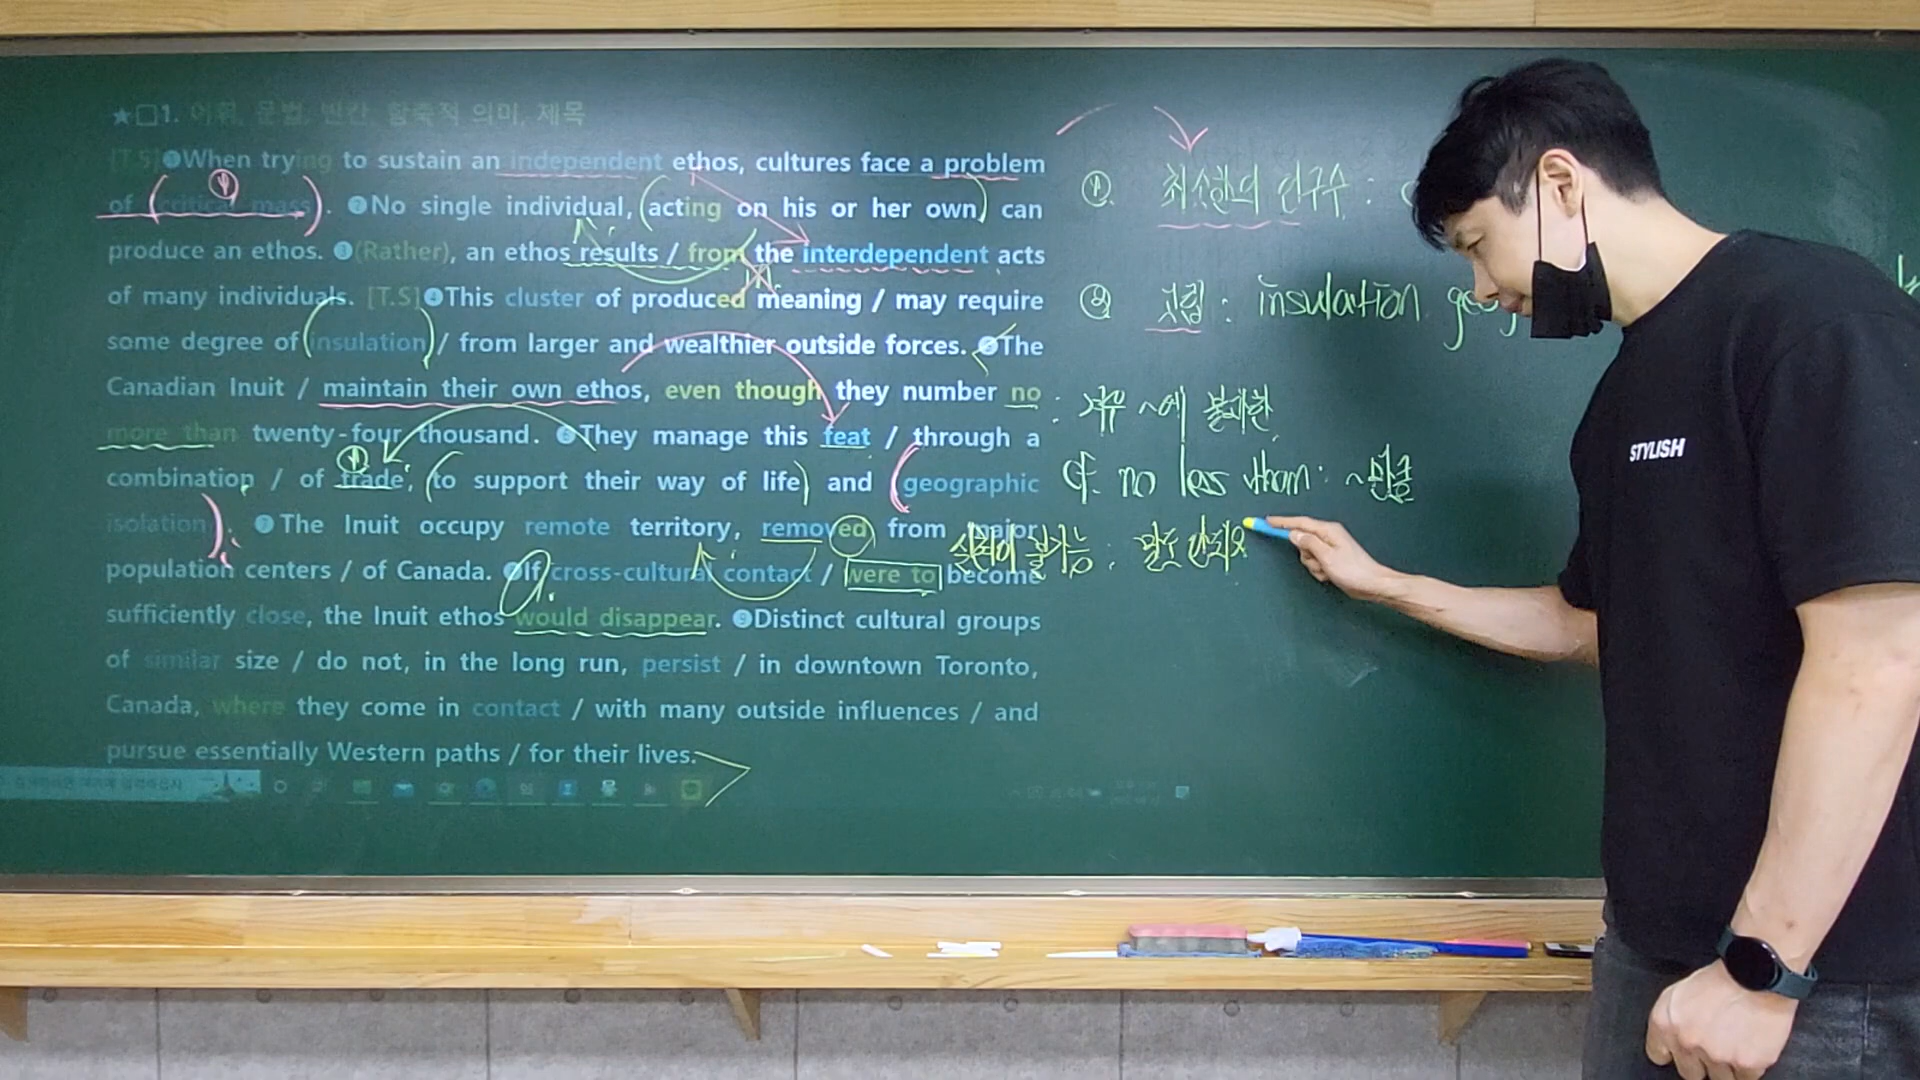 ★□1. 어휘, 문법, 빈칸, 함축적 의미, 제목
[T.S]❶When trying to sustain an independent ethos, cultures face a problem
of (critical mass). ❷No single individual, (acting on his or her own) can
produce an ethos. ❸(Rather), an ethos results / from the interdependent acts
of many individuals. [T.S]❹This cluster of produced meaning / may require
some degree of (insulation) / from larger and wealthier outside forces. ❺The
Canadian Inuit / maintain their own ethos, even though they number no
more than twenty-four thousand. ❻They manage this feat / through a
combination / of trade, (to support their way of life) and (geographic
isolation). ❼The Inuit occupy remote territory, removed from major
population centers / of Canada. ❽If cross-cultural contact / were to become
sufficiently close, the Inuit ethos would disappear. ❾Distinct cultural groups
of similar size / do not, in the long run, persist / in downtown Toronto,
Canada, where they come in contact / with many outside influences / and
pursue essentially Western paths / for their lives.
① 최소한의 인구수 :
② 고립 : insulation
: 겨우 ~에 불과한
cf. no less than : ~만큼
실현이 불가능 :
STYLISH